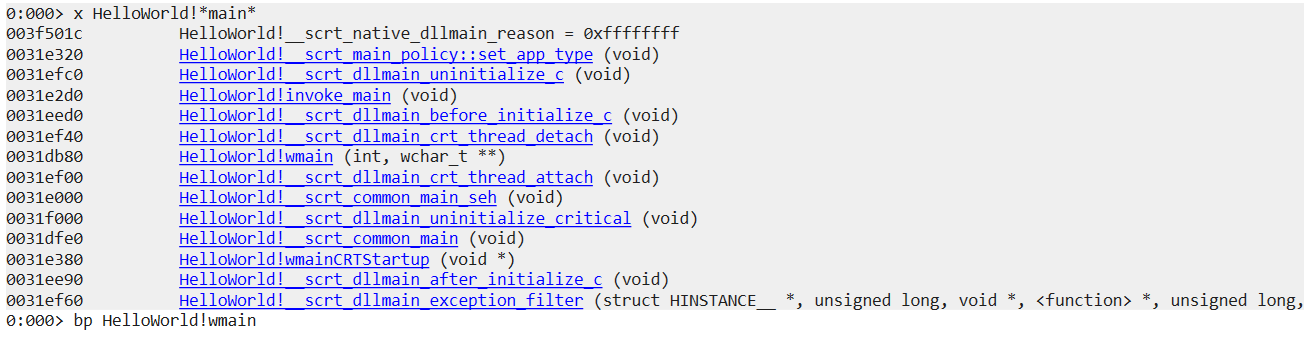 0:000> x HelloWorld!*main*
003f501c          HelloWorld!__scrt_native_dllmain_reason = 0xffffffff
0031e320          HelloWorld!__scrt_main_policy::set_app_type (void)
0031efc0          HelloWorld!__scrt_dllmain_uninitialize_c (void)
0031e2d0          HelloWorld!invoke_main (void)
0031eed0          HelloWorld!__scrt_dllmain_before_initialize_c (void)
0031ef40          HelloWorld!__scrt_dllmain_crt_thread_detach (void)
0031db80          HelloWorld!wmain (int, wchar_t **)
0031ef00          HelloWorld!__scrt_dllmain_crt_thread_attach (void)
0031e000          HelloWorld!__scrt_common_main_seh (void)
0031f000          HelloWorld!__scrt_dllmain_uninitialize_critical (void)
0031dfe0          HelloWorld!__scrt_common_main (void)
0031e380          HelloWorld!wmainCRTStartup (void *)
0031ee90          HelloWorld!__scrt_dllmain_after_initialize_c (void)
0031ef60          HelloWorld!__scrt_dllmain_exception_filter (struct HINSTANCE__ *, unsigned long, void *, <function> *, unsigned long,
0:000> bp HelloWorld!wmain